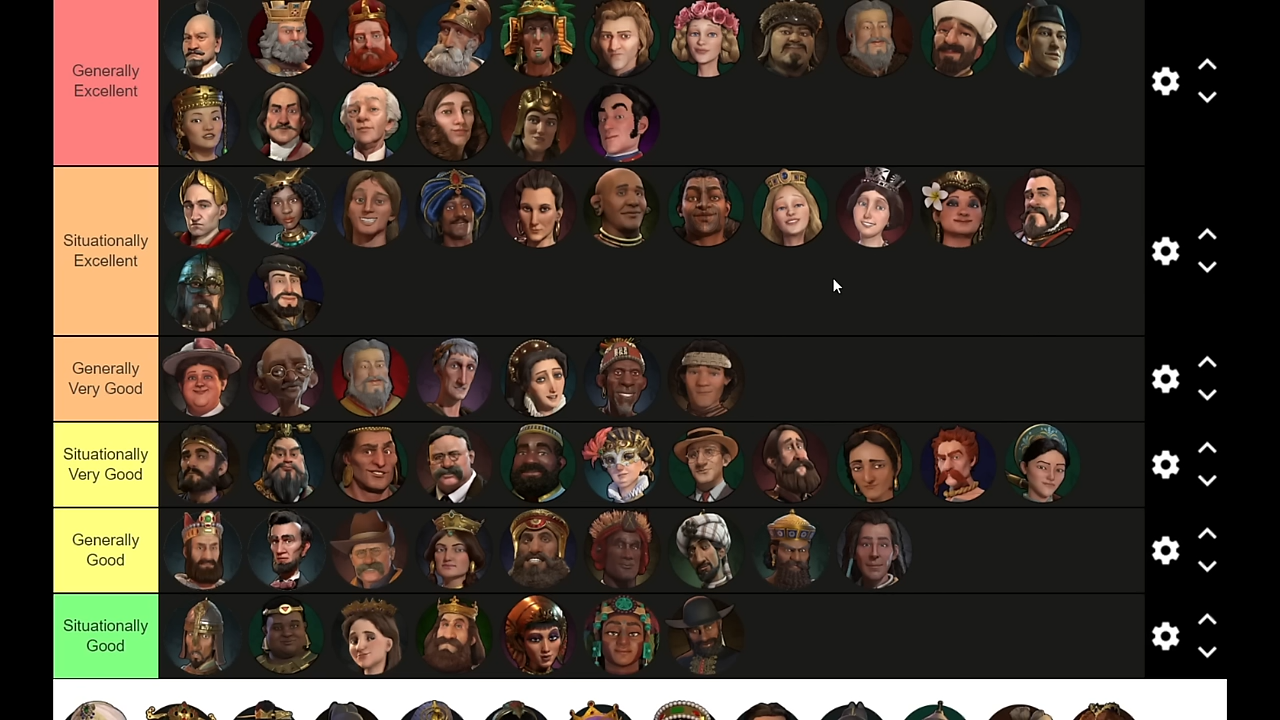 Generally
Excellent
Situationally
Excellent
Generally
Very Good
Situationally
Very Good
Generally
Good
Situationally
Good